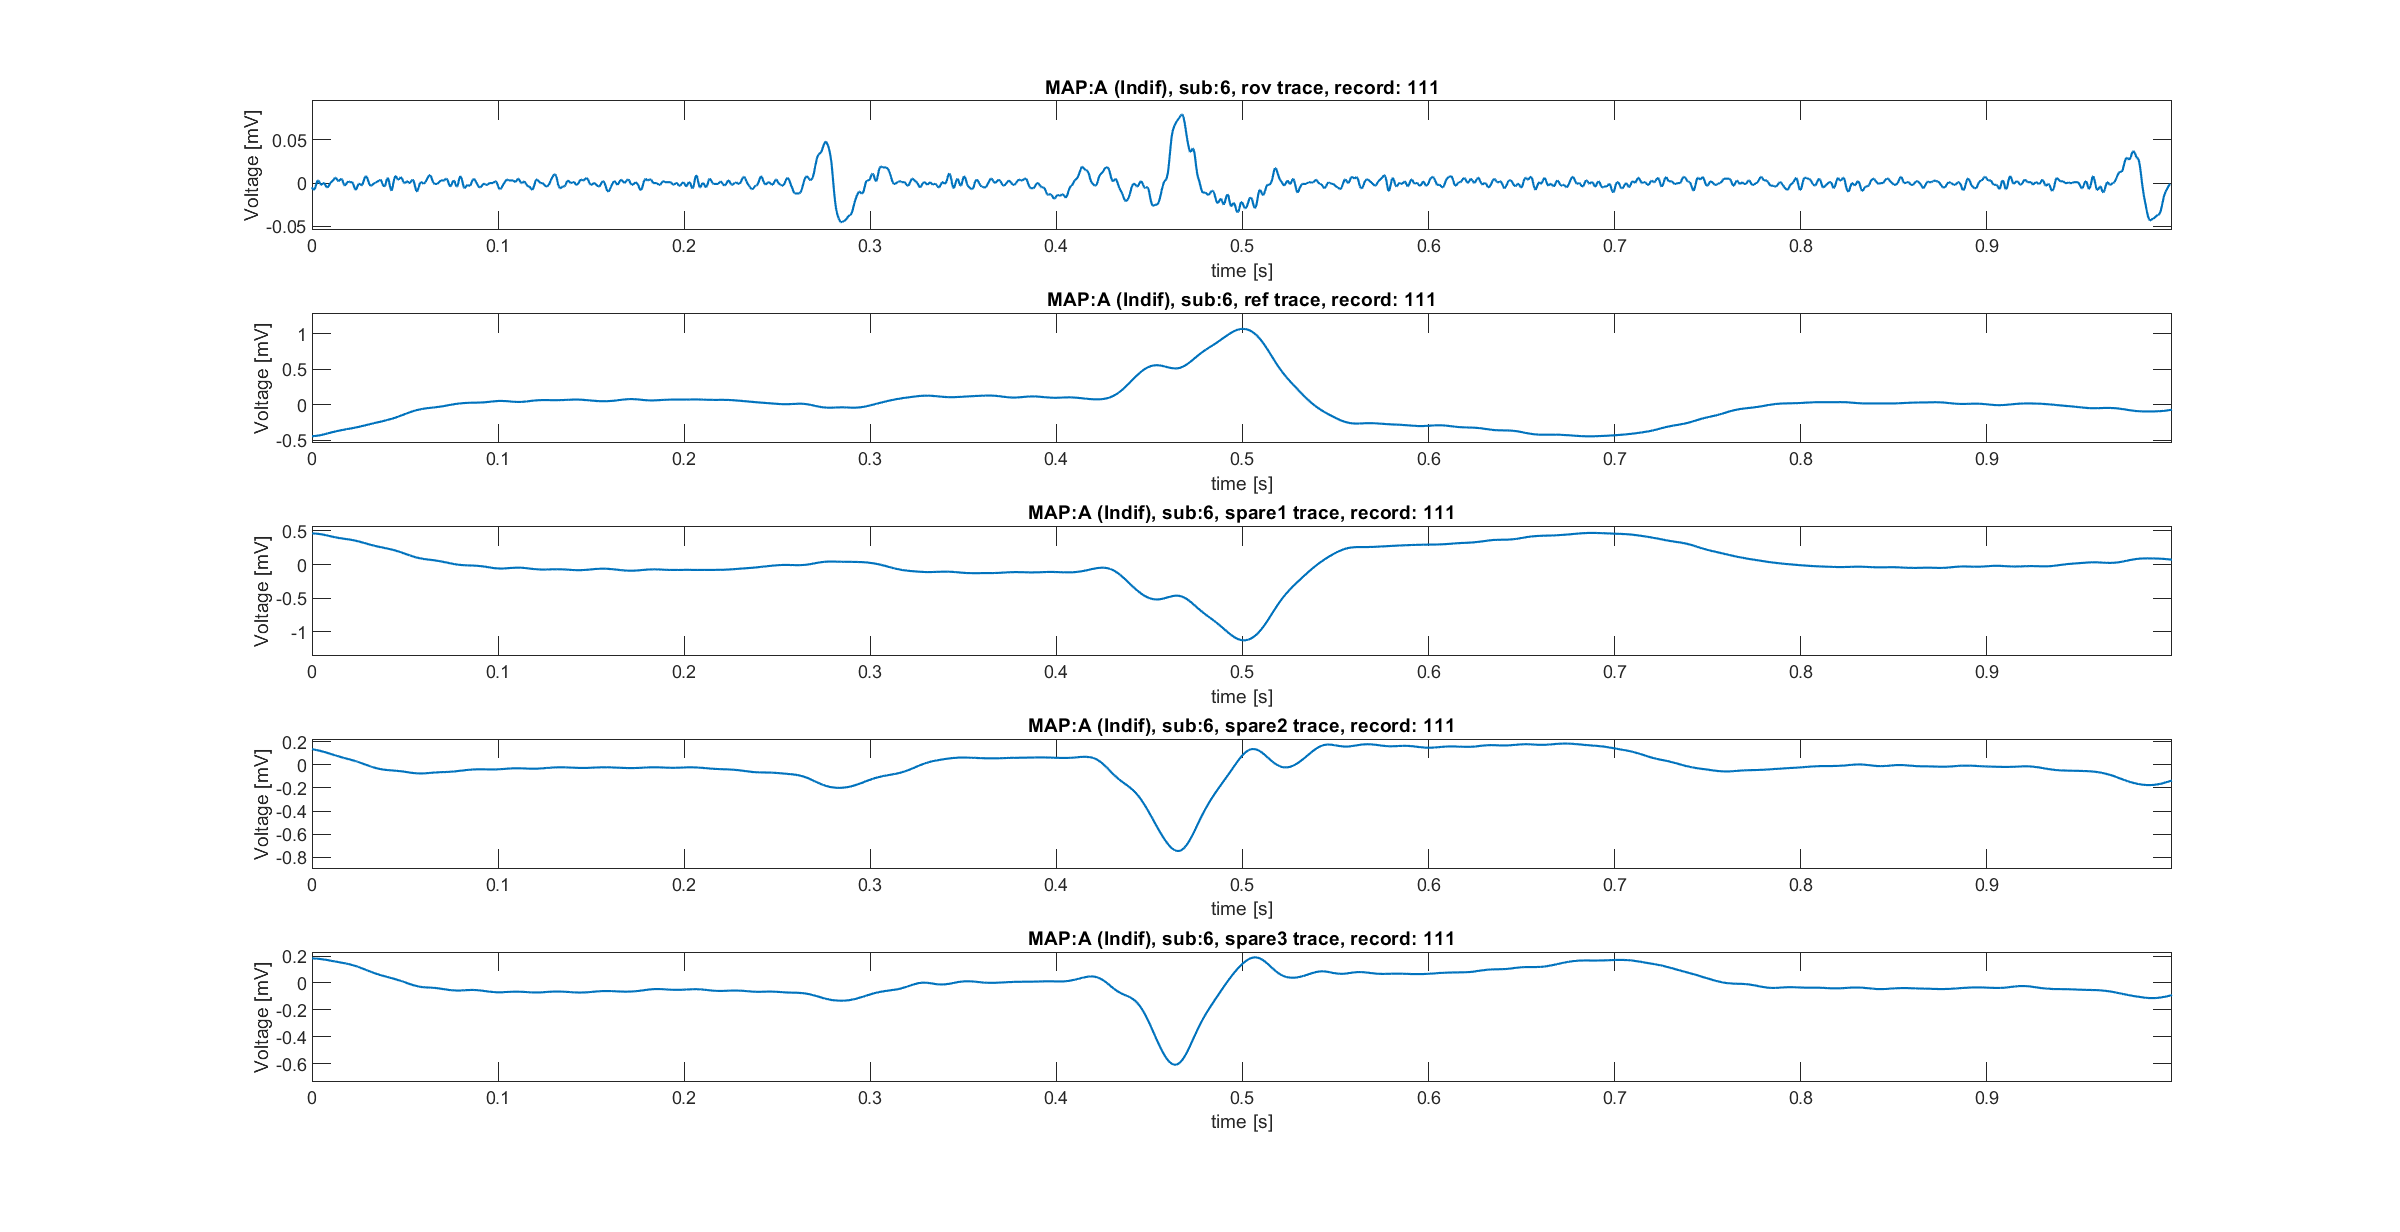 MAP:A (Indif), sub:6, rov trace, record: 111
Voltage [mV]
0.05
0
-0.05
0 0.1 0.2 0.3 0.4 0.5 0.6 0.7 0.8 0.9
time [s]
MAP:A (Indif), sub:6, ref trace, record: 111
Voltage [mV]
1
0.5
0
-0.5
0 0.1 0.2 0.3 0.4 0.5 0.6 0.7 0.8 0.9
time [s]
MAP:A (Indif), sub:6, spare1 trace, record: 111
Voltage [mV]
0.5
0
-0.5
-1
0 0.1 0.2 0.3 0.4 0.5 0.6 0.7 0.8 0.9
time [s]
MAP:A (Indif), sub:6, spare2 trace, record: 111
Voltage [mV]
0.2
0
-0.2
-0.4
-0.6
-0.8
0 0.1 0.2 0.3 0.4 0.5 0.6 0.7 0.8 0.9
time [s]
MAP:A (Indif), sub:6, spare3 trace, record: 111
Voltage [mV]
0.2
0
-0.2
-0.4
-0.6
0 0.1 0.2 0.3 0.4 0.5 0.6 0.7 0.8 0.9
time [s]